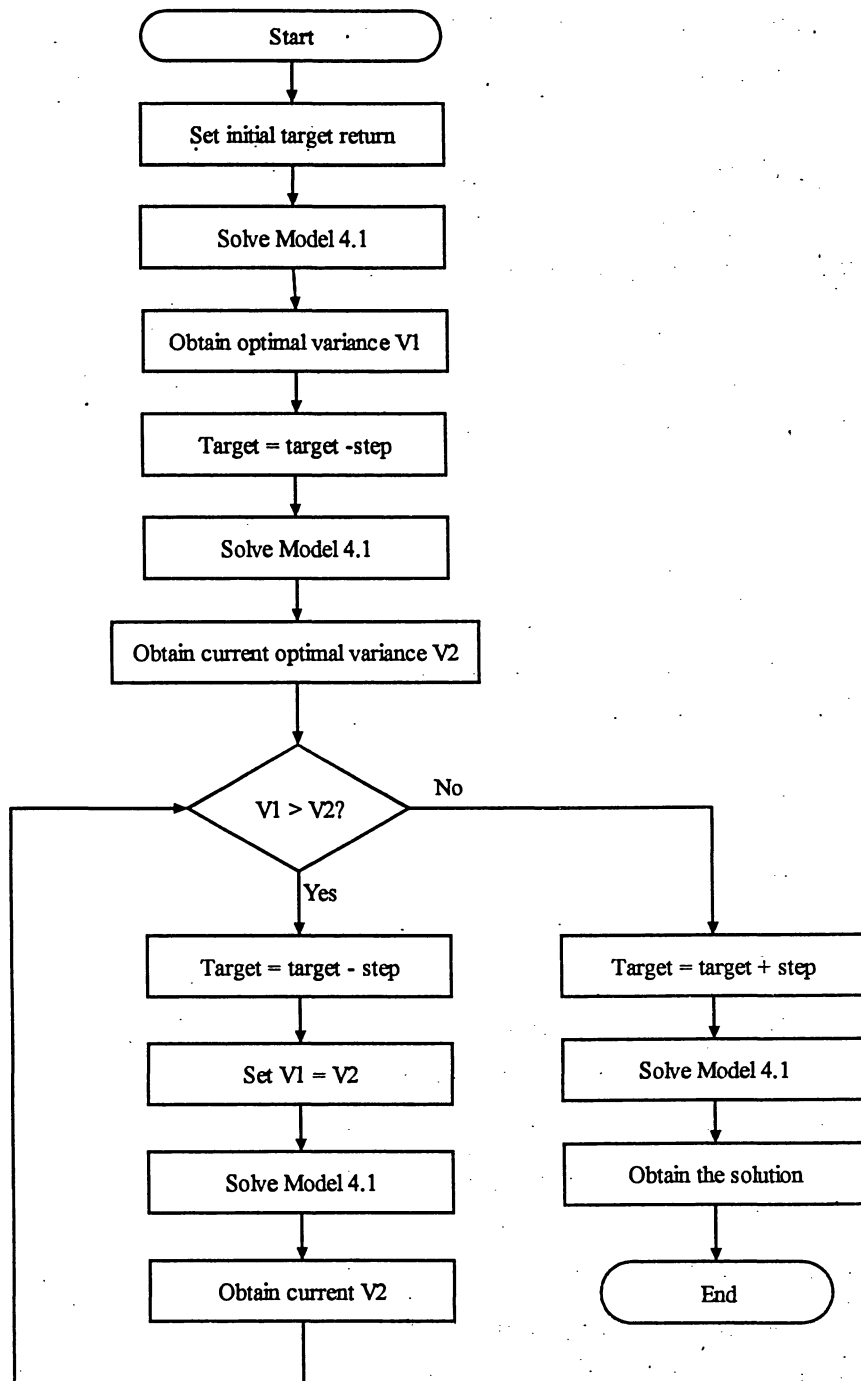 Start
Set initial target return
Solve Model 4.1
Obtain optimal variance V1
Target = target -step
Solve Model 4.1
Obtain current optimal variance V2
V1 > V2?
No
Yes
Target = target - step
Set V1 = V2
Solve Model 4.1
Obtain current V2
Target = target + step
Solve Model 4.1
Obtain the solution
End